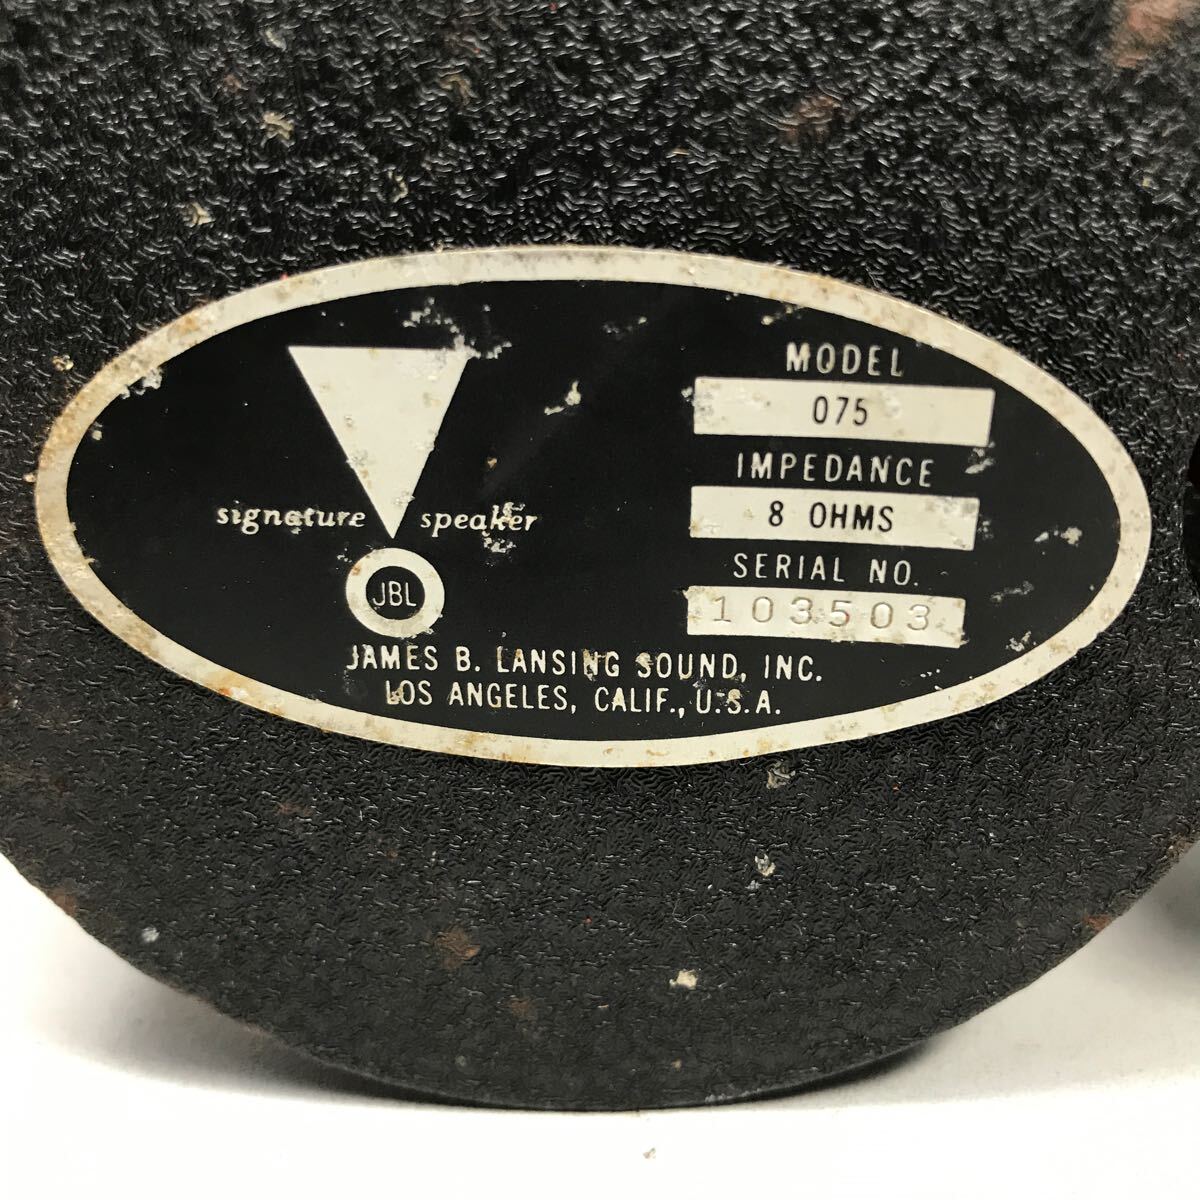 MODEL
075
IMPEDANCE
8 OHMS
SERIAL NO.
103503
signature speaker
JBL
JAMES B. LANSING SOUND, INC.
LOS ANGELES, CALIF., U.S.A.